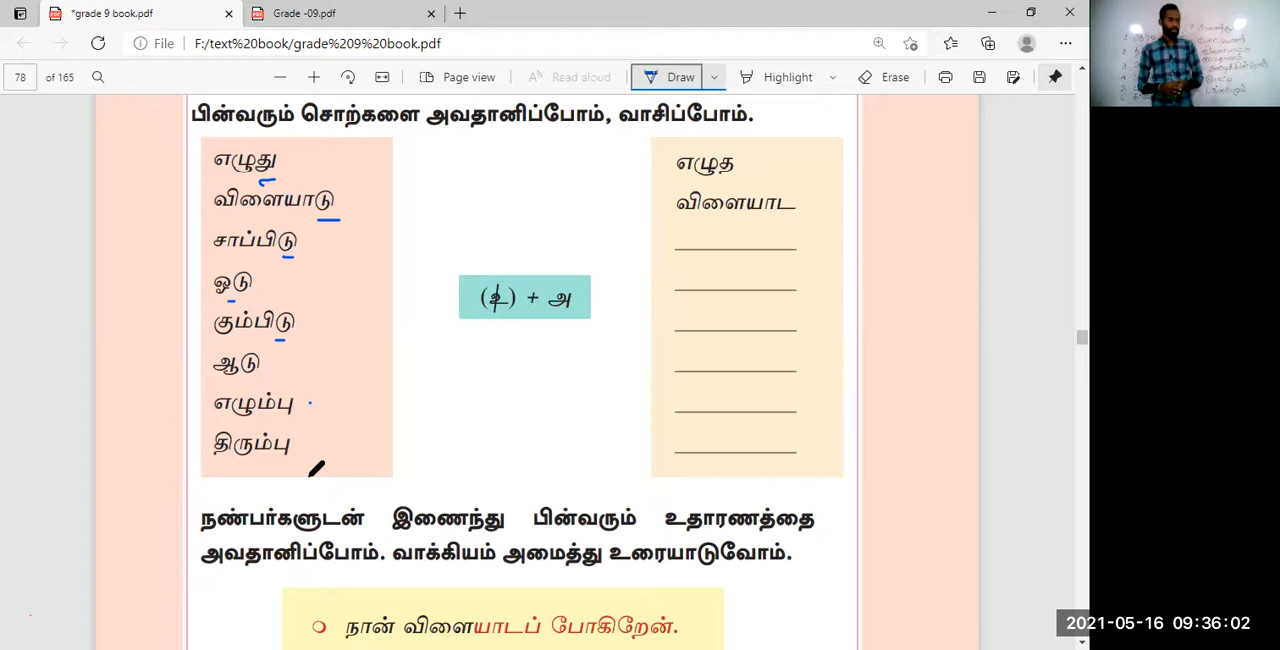 *grade 9 book.pdf
Grade -09.pdf
File F:/text%20book/grade%209%20book.pdf
78 of 165 Page view Read aloud Draw Highlight Erase
பின்வரும் சொற்களை அவதானிப்போம், வாசிப்போம்.
எழுது
விளையாடு
சாப்பிடு
ஓடு
கும்பிடு
ஆடு
எழும்பு
திரும்பு
(உ) + அ
எழுத
விளையாட
நண்பர்களுடன் இணைந்து பின்வரும் உதாரணத்தை
அவதானிப்போம். வாக்கியம் அமைத்து உரையாடுவோம்.
நான் விளையாடப் போகிறேன்.
2021-05-16 09:36:02